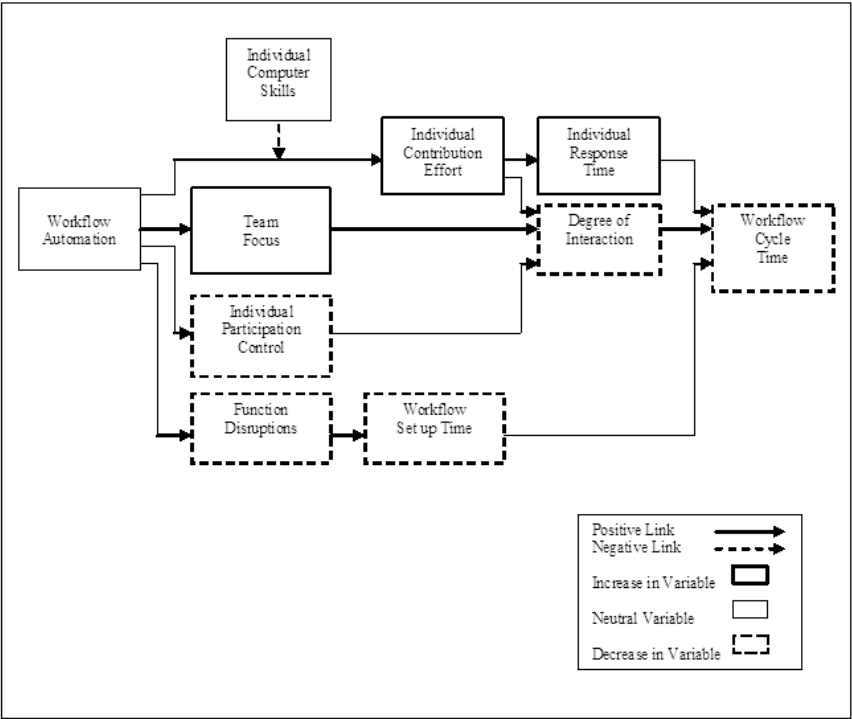 Individual
Computer
Skills
Individual
Contribution
Effort
Individual
Response
Time
Workflow
Automation
Team
Focus
Degree of
Interaction
Workflow
Cycle
Time
Individual
Participation
Control
Function
Disruptions
Workflow
Set up Time
Positive Link
Negative Link
Increase in Variable
Neutral Variable
Decrease in Variable